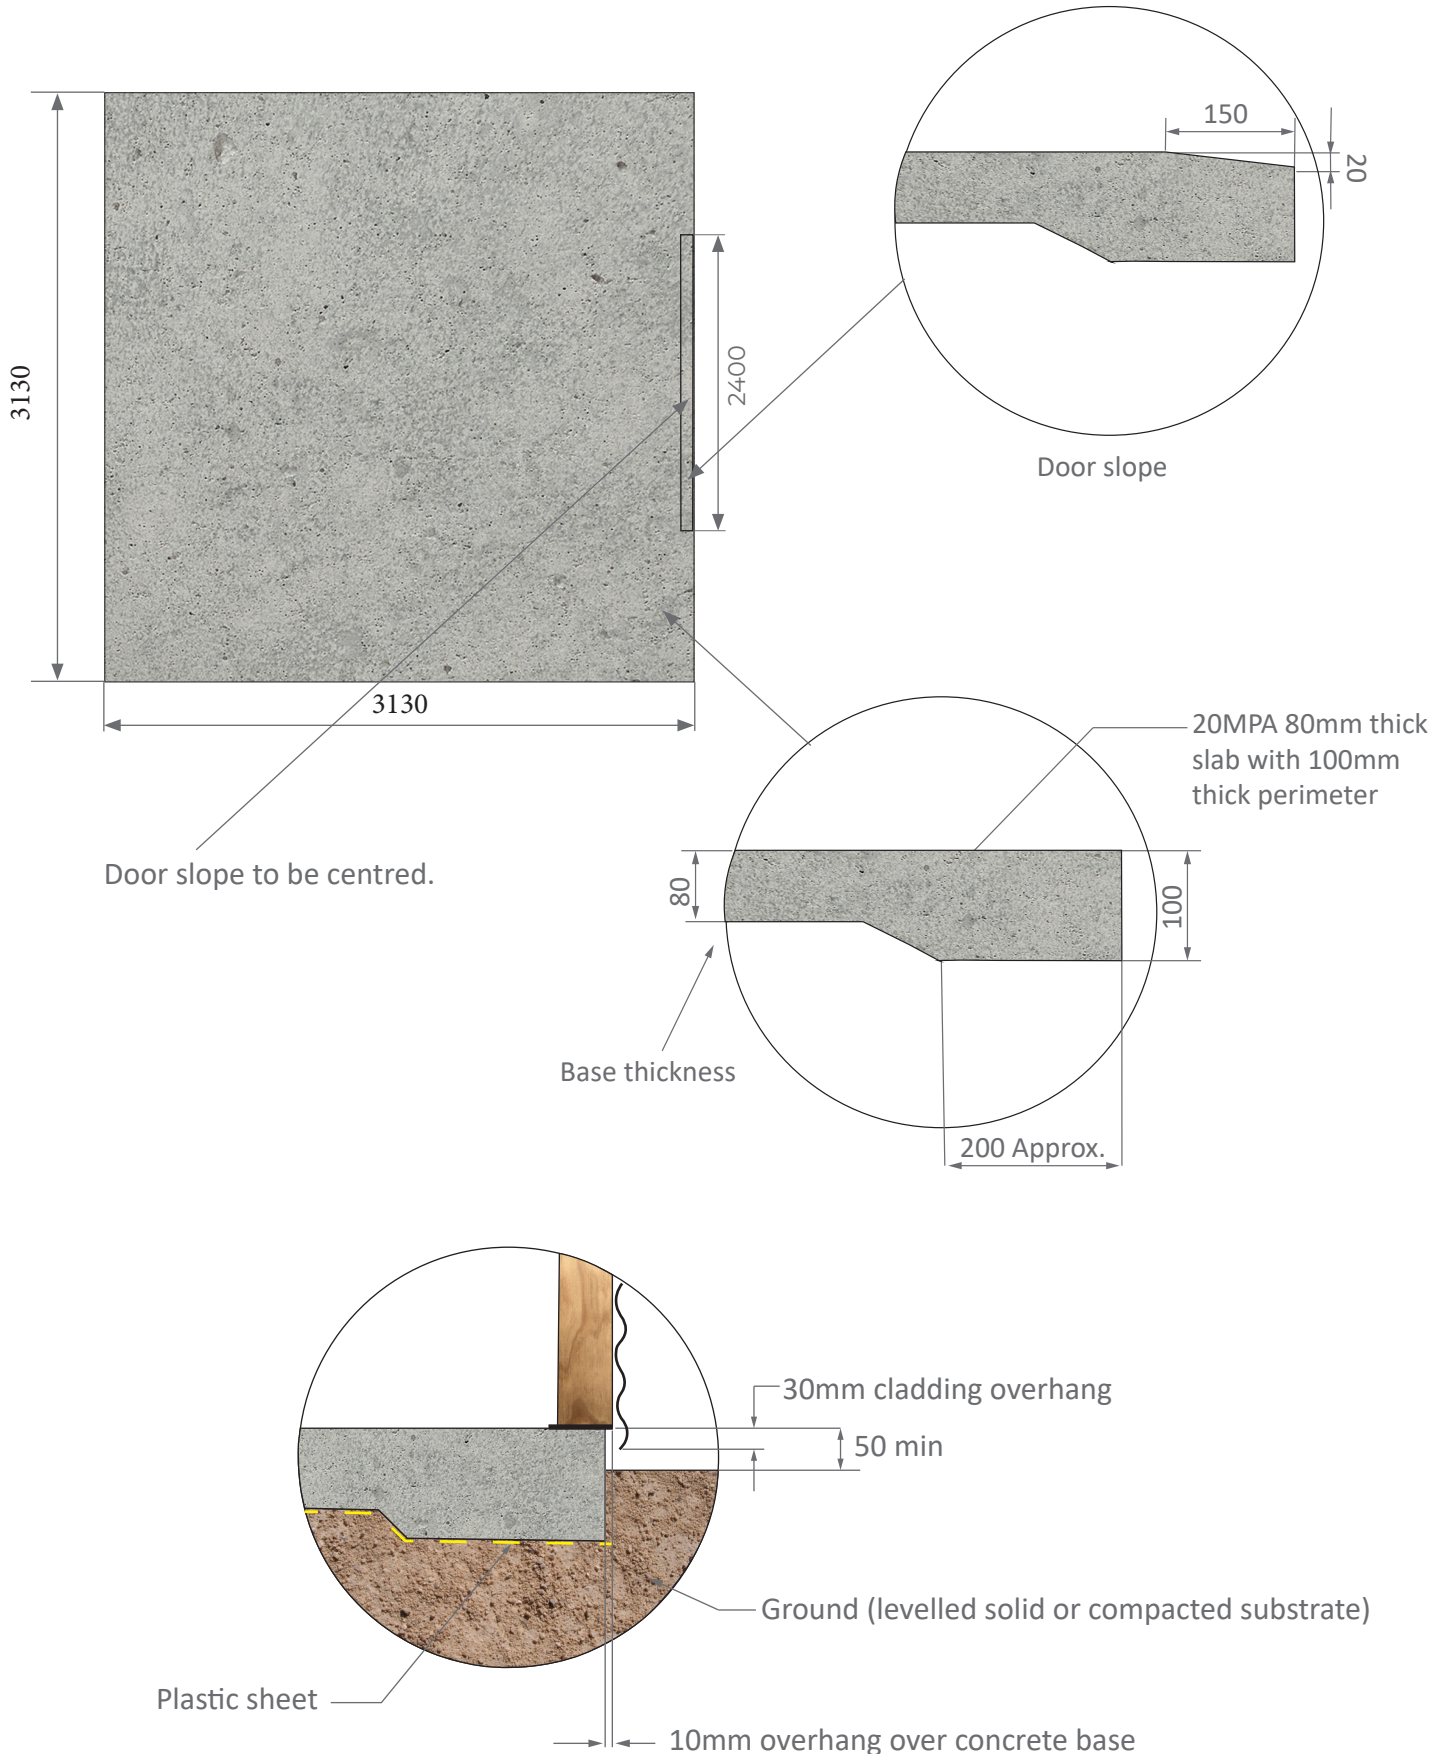 150
20
3130
2400
Door slope
3130
20MPA 80mm thick
slab with 100mm
thick perimeter
Door slope to be centred.
80
100
Base thickness
200 Approx.
30mm cladding overhang
50 min
Ground (levelled solid or compacted substrate)
Plastic sheet
10mm overhang over concrete base